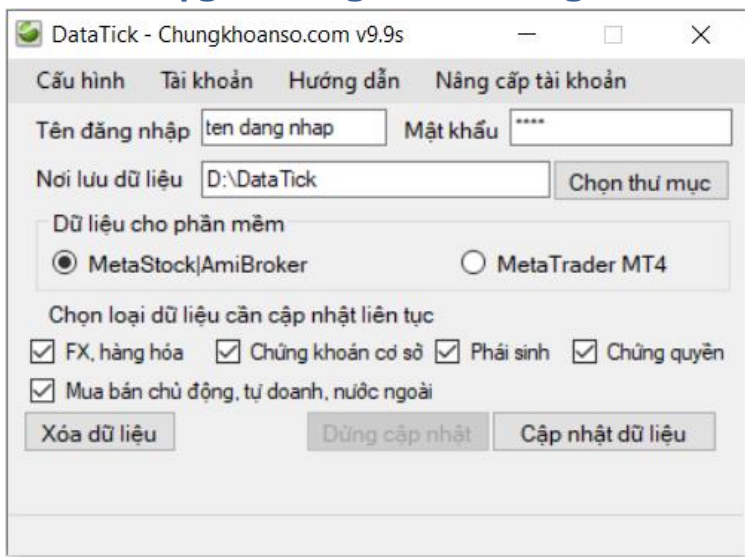 DataTick - Chungkhoanso.com v9.9s
Cấu hình Tài khoản Hướng dẫn Nâng cấp tài khoản
Tên đăng nhập ten dang nhap Mật khẩu ****
Nơi lưu dữ liệu D:\DataTick Chọn thư mục
Dữ liệu cho phần mềm
MetaStock|AmiBroker MetaTrader MT4
Chọn loại dữ liệu cần cập nhật liên tục
FX, hàng hóa Chứng khoán cơ sở Phái sinh Chứng quyền
Mua bán chủ động, tự doanh, nước ngoài
Xóa dữ liệu Dừng cập nhật Cập nhật dữ liệu